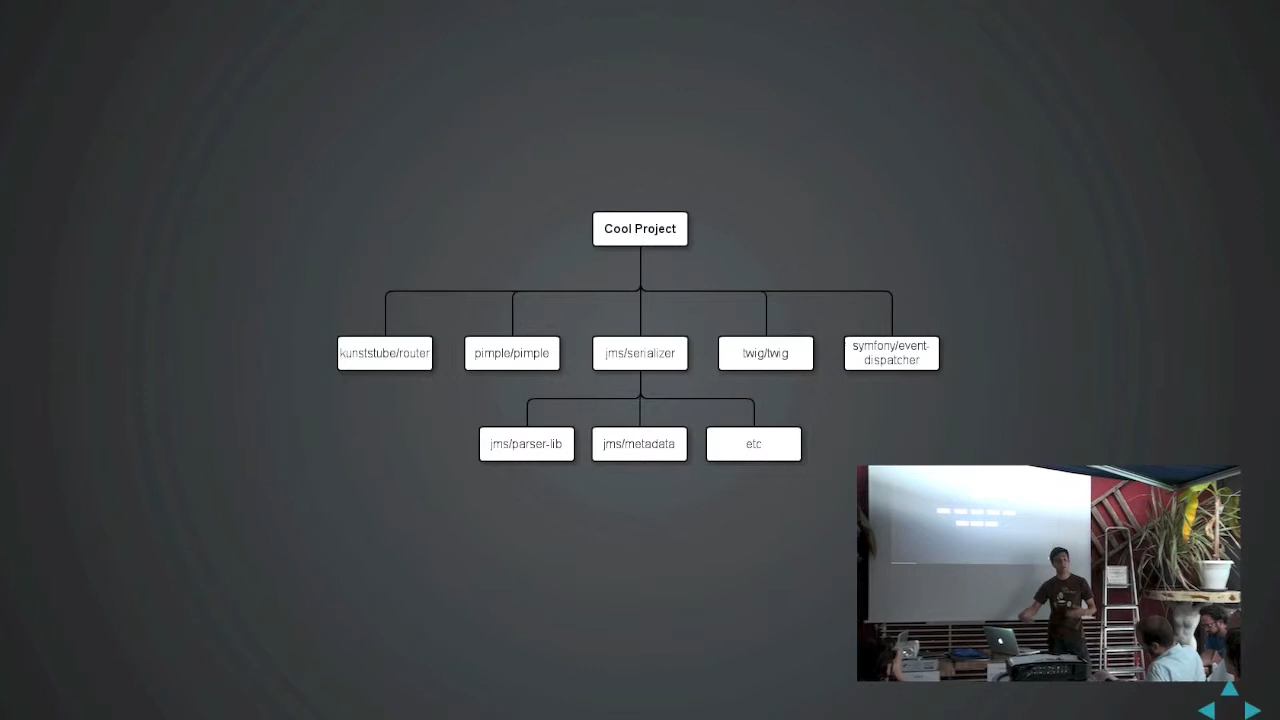 Cool Project
kunststube/router
pimple/pimple
jms/serializer
twig/twig
symfony/event-
dispatcher
jms/parser-lib
jms/metadata
etc